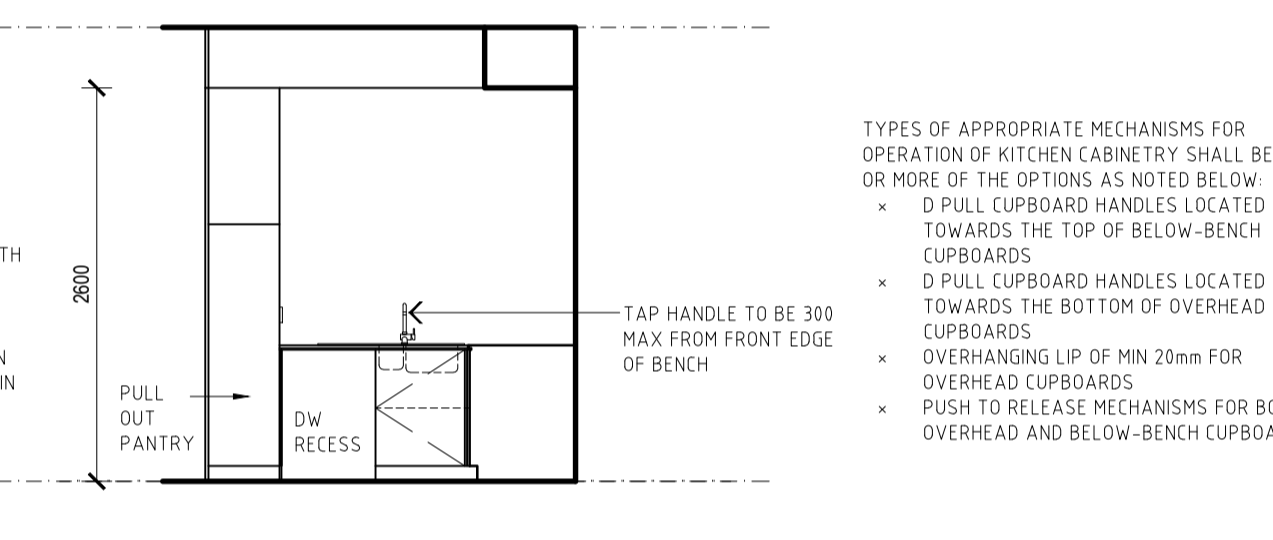 TH
2600
N
IN
PULL
OUT
PANTRY
DW
RECESS
TAP HANDLE TO BE 300
MAX FROM FRONT EDGE
OF BENCH
TYPES OF APPROPRIATE MECHANISMS FOR
OPERATION OF KITCHEN CABINETRY SHALL BE
OR MORE OF THE OPTIONS AS NOTED BELOW:
× D PULL CUPBOARD HANDLES LOCATED
TOWARDS THE TOP OF BELOW-BENCH
CUPBOARDS
× D PULL CUPBOARD HANDLES LOCATED
TOWARDS THE BOTTOM OF OVERHEAD
CUPBOARDS
× OVERHANGING LIP OF MIN 20mm FOR
OVERHEAD CUPBOARDS
× PUSH TO RELEASE MECHANISMS FOR
OVERHEAD AND BELOW-BENCH